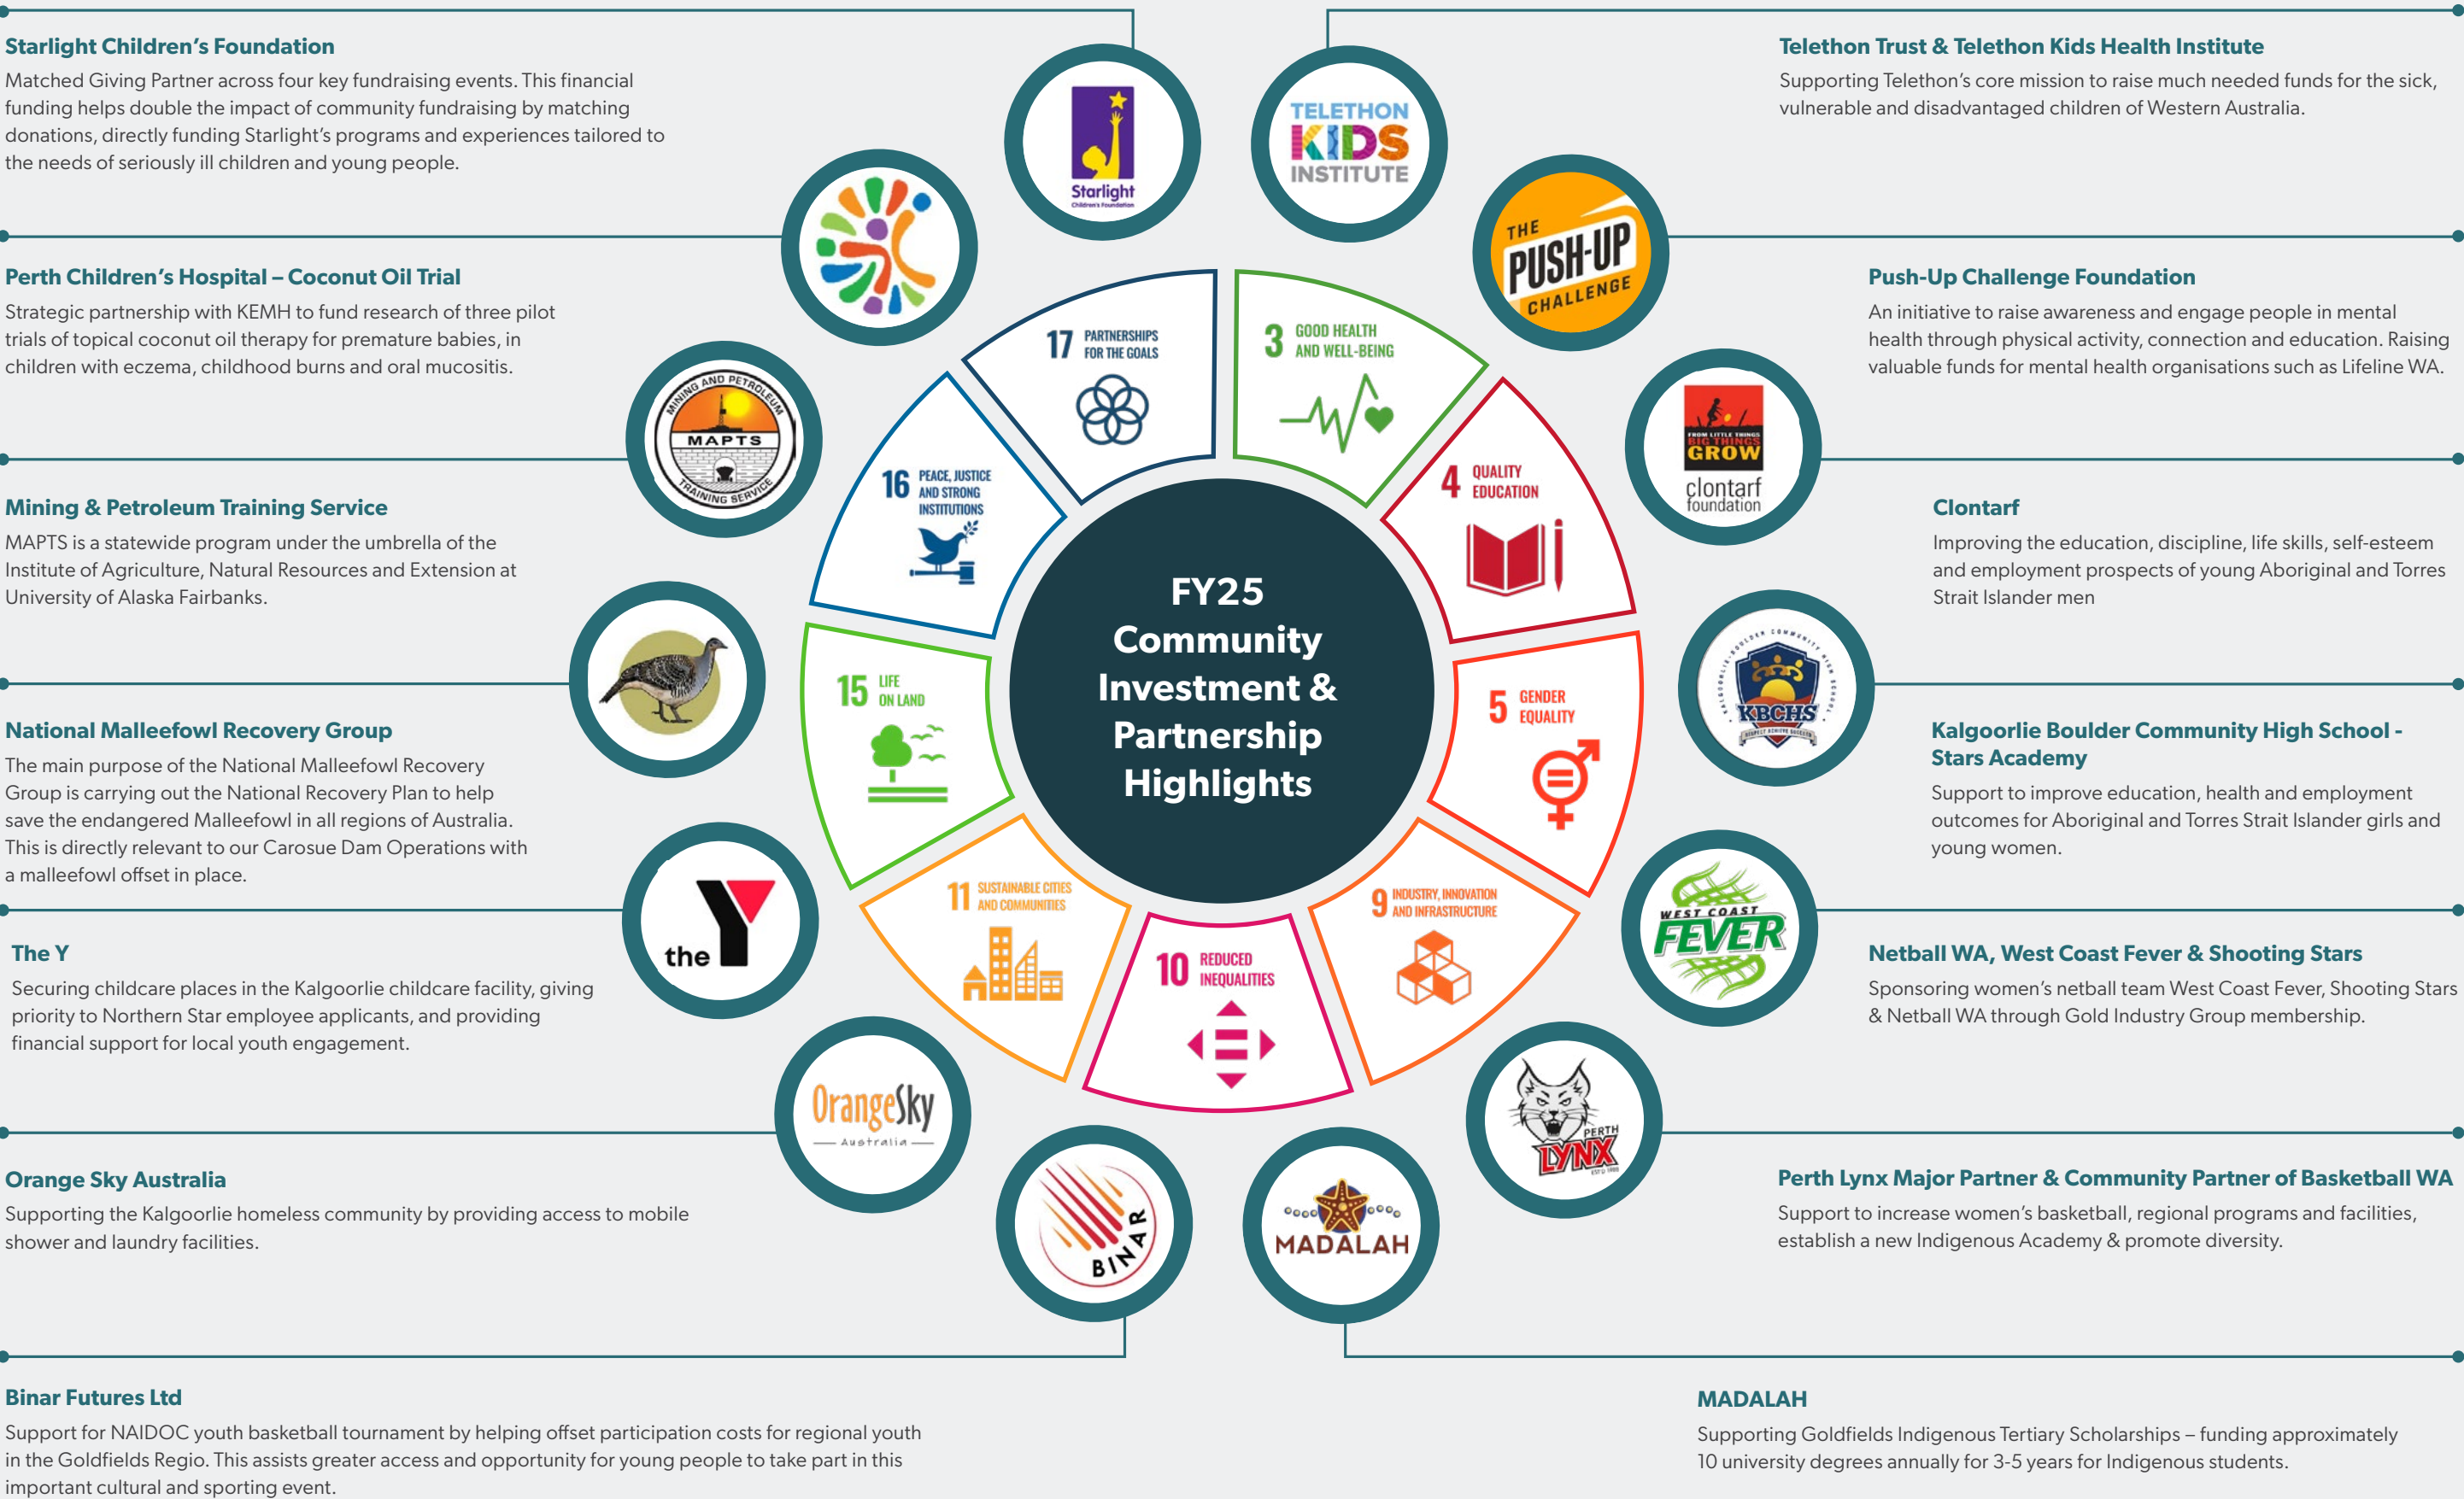 Starlight Children's Foundation
Matched Giving Partner across four key fundraising events. This financial
funding helps double the impact of community fundraising by matching
donations, directly funding Starlight's programs and experiences tailored to
the needs of seriously ill children and young people.
Perth Children's Hospital – Coconut Oil Trial
Strategic partnership with KEMH to fund research of three pilot
trials of topical coconut oil therapy for premature babies, in
children with eczema, childhood burns and oral mucositis.
Mining & Petroleum Training Service
MAPTS is a statewide program under the umbrella of the
Institute of Agriculture, Natural Resources and Extension at
University of Alaska Fairbanks.
National Malleefowl Recovery Group
The main purpose of the National Malleefowl Recovery
Group is carrying out the National Recovery Plan to help
save the endangered Malleefowl in all regions of Australia.
This is directly relevant to our Carosue Dam Operations with
a malleefowl offset in place.
The Y
Securing childcare places in the Kalgoorlie childcare facility, giving
priority to Northern Star employee applicants, and providing
financial support for local youth engagement.
Orange Sky Australia
Supporting the Kalgoorlie homeless community by providing access to mobile
shower and laundry facilities.
Binar Futures Ltd
Support for NAIDOC youth basketball tournament by helping offset participation costs for regional youth
in the Goldfields Regio. This assists greater access and opportunity for young people to take part in this
important cultural and sporting event.
Starlight
Children's Foundation
TELETHON
KIDS
INSTITUTE
THE
PUSH-UP
CHALLENGE
MINING AND PETROLEUM
MAPTS
TRAINING SERVICE
FROM LITTLE THINGS
BIG THINGS
GROW
clontarf
foundation
KALGOORLIE-BOULDER COMMUNITY HIGH SCHOOL
KBCHS
RESPECT ACHIEVE SUCCEED
the Y
WEST COAST
FEVER
OrangeSky
Australia
PERTH
LYNX
BINAR
MADALAH
17 PARTNERSHIPS
FOR THE GOALS
3 GOOD HEALTH
AND WELL-BEING
16 PEACE, JUSTICE
AND STRONG
INSTITUTIONS
4 QUALITY
EDUCATION
15 LIFE
ON LAND
5 GENDER
EQUALITY
11 SUSTAINABLE CITIES
AND COMMUNITIES
9 INDUSTRY, INNOVATION
AND INFRASTRUCTURE
10 REDUCED
INEQUALITIES
FY25
Community
Investment &
Partnership
Highlights
Telethon Trust & Telethon Kids Health Institute
Supporting Telethon's core mission to raise much needed funds for the sick,
vulnerable and disadvantaged children of Western Australia.
Push-Up Challenge Foundation
An initiative to raise awareness and engage people in mental
health through physical activity, connection and education. Raising
valuable funds for mental health organisations such as Lifeline WA.
Clontarf
Improving the education, discipline, life skills, self-esteem
and employment prospects of young Aboriginal and Torres
Strait Islander men
Kalgoorlie Boulder Community High School -
Stars Academy
Support to improve education, health and employment
outcomes for Aboriginal and Torres Strait Islander girls and
young women.
Netball WA, West Coast Fever & Shooting Stars
Sponsoring women's netball team West Coast Fever, Shooting Stars
& Netball WA through Gold Industry Group membership.
Perth Lynx Major Partner & Community Partner of Basketball WA
Support to increase women's basketball, regional programs and facilities,
establish a new Indigenous Academy & promote diversity.
MADALAH
Supporting Goldfields Indigenous Tertiary Scholarships – funding approximately
10 university degrees annually for 3-5 years for Indigenous students.